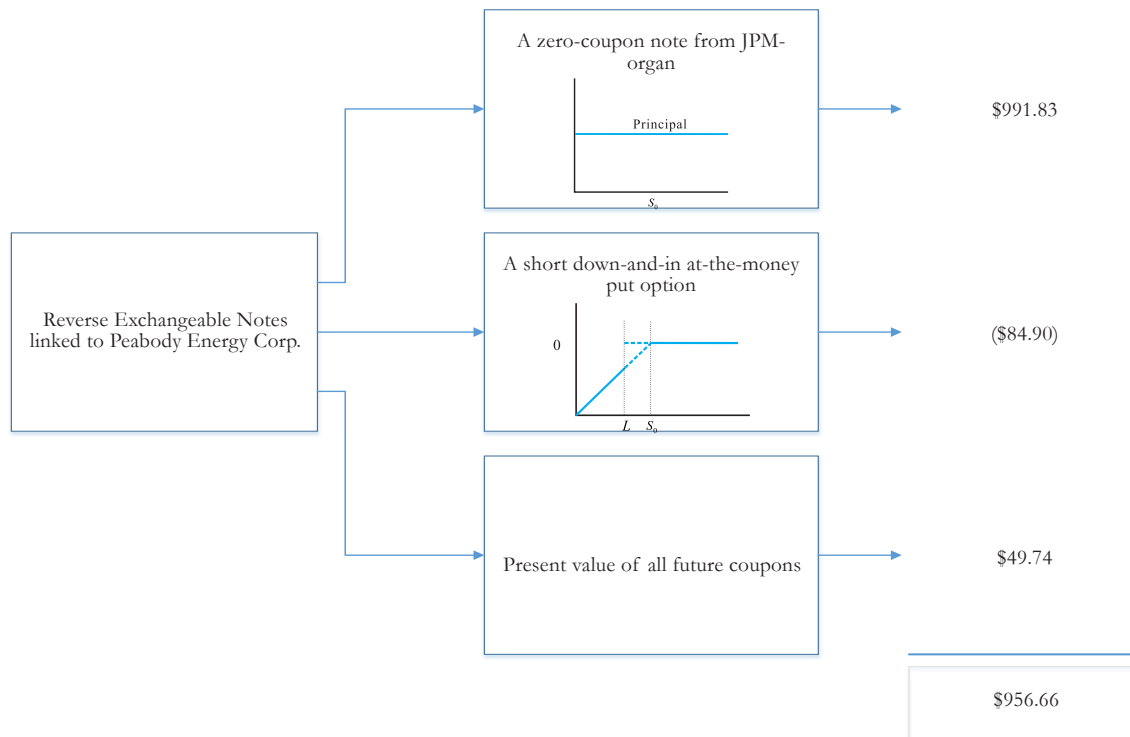 A zero-coupon note from JPM-
organ
Principal
S₀
$991.83
Reverse Exchangeable Notes
linked to Peabody Energy Corp.
A short down-and-in at-the-money
put option
0
L S₀
($84.90)
Present value of all future coupons
$49.74
$956.66